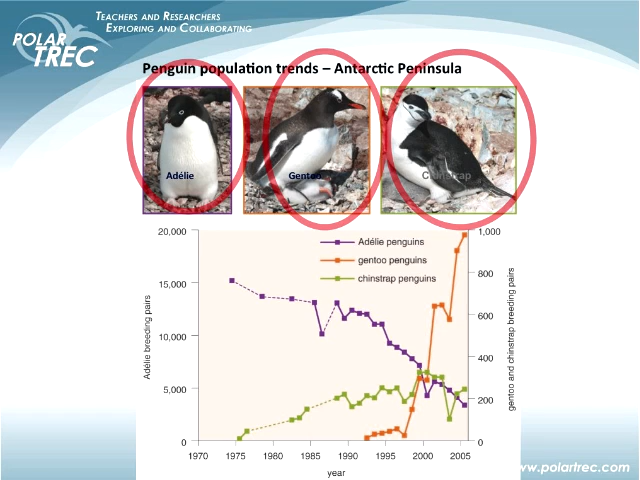 TEACHERS AND RESEARCHERS
EXPLORING AND COLLABORATING
POLAR
TREC
Penguin population trends – Antarctic Peninsula
Adélie
Gentoo
Chinstrap
20,000
15,000
10,000
5,000
0
1,000
800
600
400
200
0
Adélie penguins
gentoo penguins
chinstrap penguins
Adélie breeding pairs
gentoo and chinstrap breeding pairs
1970 1975 1980 1985 1990 1995 2000 2005
year
www.polartrec.com